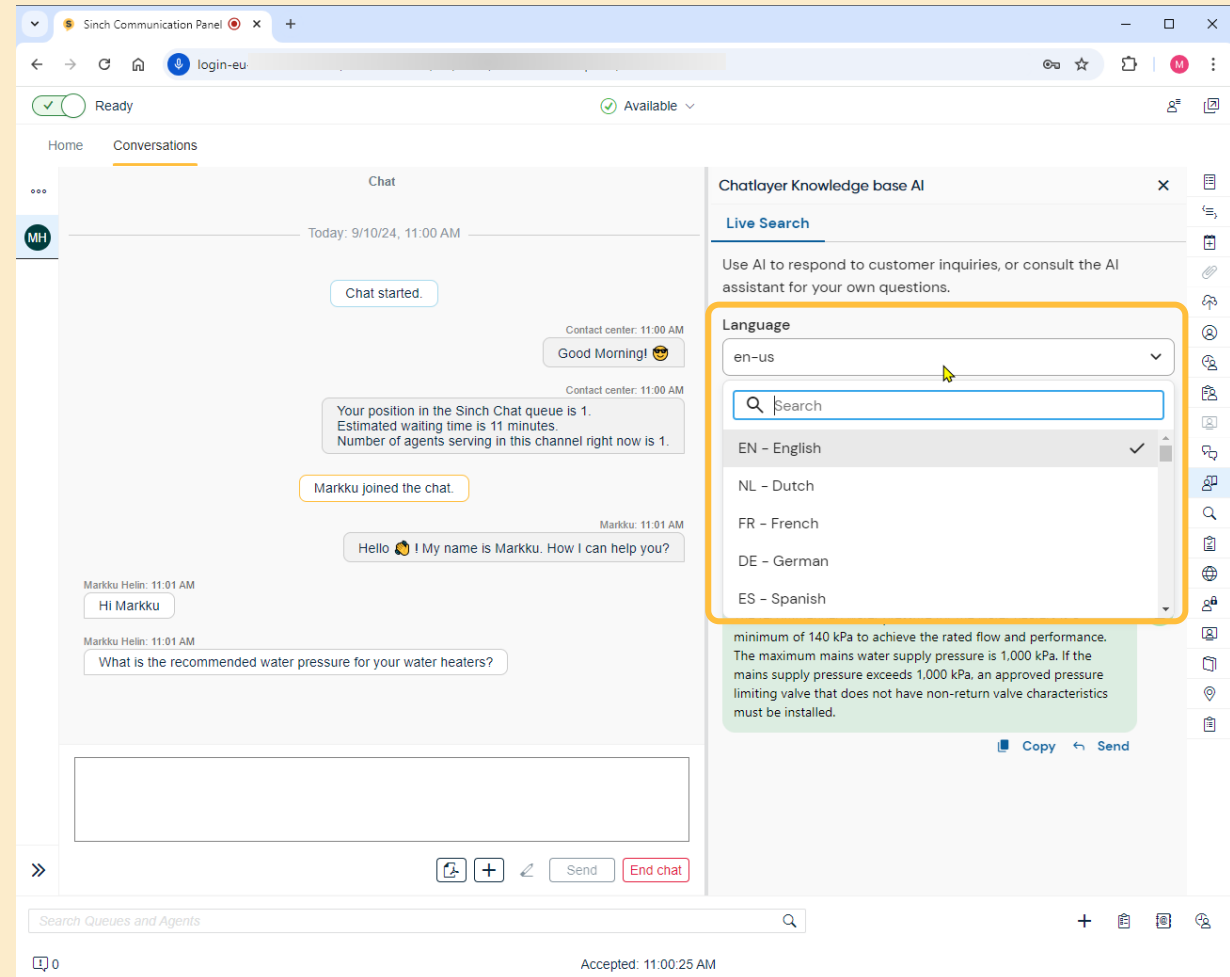 Sinch Communication Panel
login-eu-
M
Ready
Available
Home
Conversations
MH
Chat
Today: 9/10/24, 11:00 AM
Chat started.
Contact center: 11:00 AM
Good Morning! 😎
Contact center: 11:00 AM
Your position in the Sinch Chat queue is 1.
Estimated waiting time is 11 minutes.
Number of agents serving in this channel right now is 1.
Markku joined the chat.
Markku: 11:01 AM
Hello 👏 ! My name is Markku. How I can help you?
Markku Helin: 11:01 AM
Hi Markku
Markku Helin: 11:01 AM
What is the recommended water pressure for your water heaters?
Send
End chat
Chatlayer Knowledge base AI
Live Search
Use AI to respond to customer inquiries, or consult the AI
assistant for your own questions.
Language
en-us
Search
EN - English
NL - Dutch
FR - French
DE - German
ES - Spanish
minimum of 140 kPa to achieve the rated flow and performance.
The maximum mains water supply pressure is 1,000 kPa. If the
mains supply pressure exceeds 1,000 kPa, an approved pressure
limiting valve that does not have non-return valve characteristics
must be installed.
Copy
Send
Search Queues and Agents
0
Accepted: 11:00:25 AM